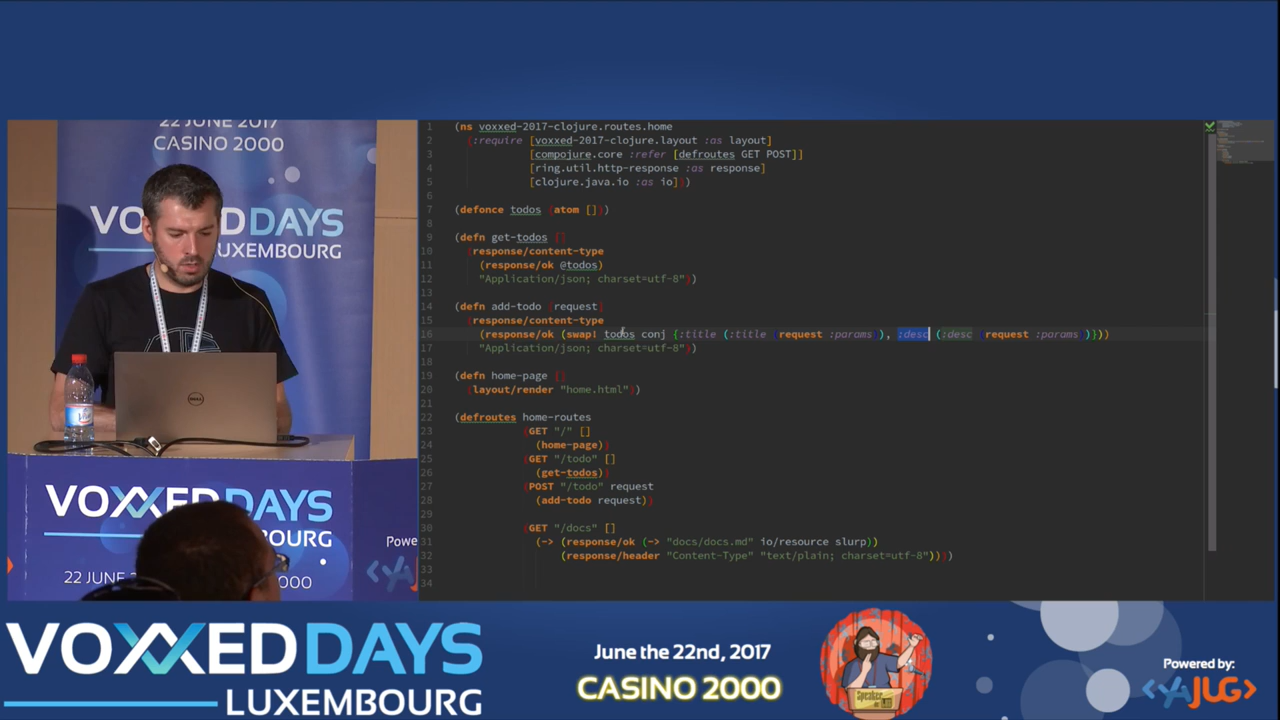 22 JUNE 2017
CASINO 2000
VOXXEDDAYS
LUXEMBOURG
DELL
VOXXEDDAYS
BOURG
22 JUNE
2000
Powe
1 (ns voxxed-2017-clojure.routes.home
2 (:require [voxxed-2017-clojure.layout :as layout]
3 [compojure.core :refer [defroutes GET POST]]
4 [ring.util.http-response :as response]
5 [clojure.java.io :as io]))
6
7 (defonce todos (atom []))
8
9 (defn get-todos []
10 (response/content-type
11 (response/ok @todos)
12 "Application/json; charset=utf-8"))
13
14 (defn add-todo [request]
15 (response/content-type
16 (response/ok (swap! todos conj {:title (:title (request :params)), :desc (:desc (request :params))}))
17 "Application/json; charset=utf-8"))
18
19 (defn home-page []
20 (layout/render "home.html"))
21
22 (defroutes home-routes
23 (GET "/" []
24 (home-page))
25 (GET "/todo" []
26 (get-todos))
27 (POST "/todo" request
28 (add-todo request))
29
30 (GET "/docs" []
31 (-> (response/ok (-> "docs/docs.md" io/resource slurp))
32 (response/header "Content-Type" "text/plain; charset=utf-8"))))
33
34
VOXXEDDAYS
LUXEMBOURG
June the 22nd, 2017
CASINO 2000
Speaker
Powered by:
<YAJUG>